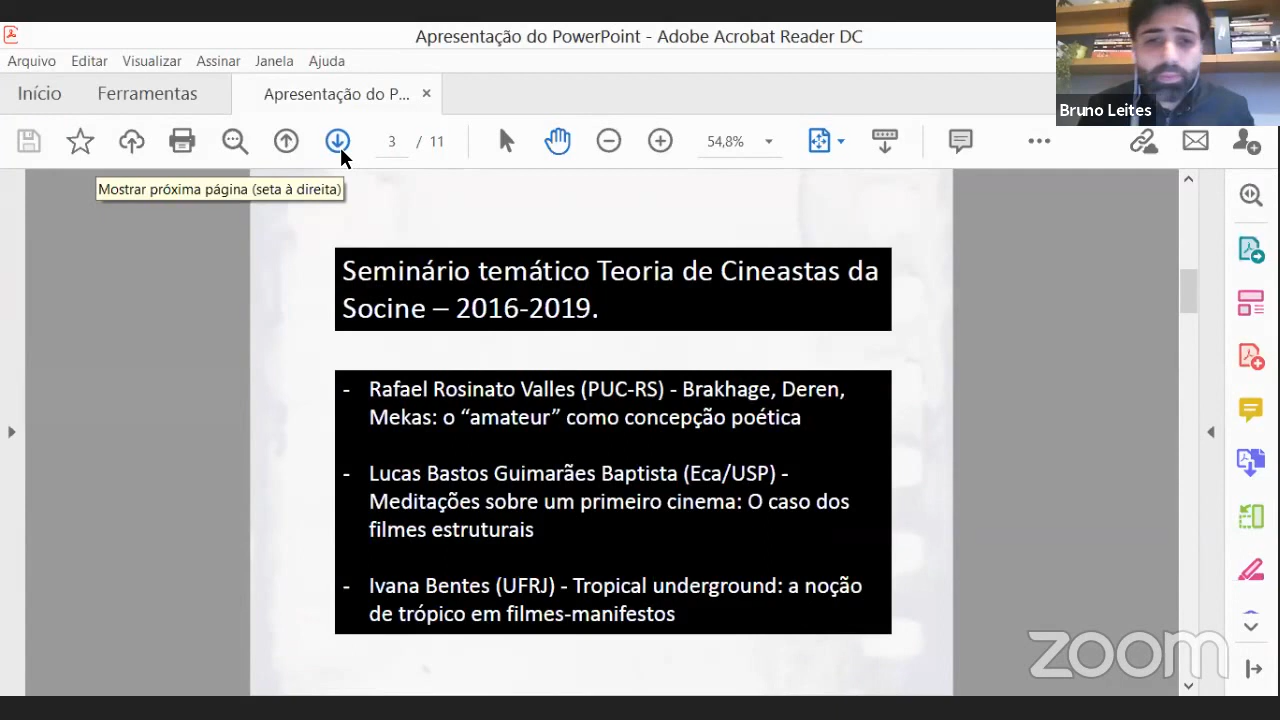 Apresentação do PowerPoint - Adobe Acrobat Reader DC
Arquivo Editar Visualizar Assinar Janela Ajuda
Início Ferramentas Apresentação do P... ×
3 / 11 54,8%
Bruno Leites
Mostrar próxima página (seta à direita)
Seminário temático Teoria de Cineastas da
Socine – 2016-2019.
- Rafael Rosinato Valles (PUC-RS) - Brakhage, Deren,
Mekas: o “amateur” como concepção poética
- Lucas Bastos Guimarães Baptista (Eca/USP) -
Meditações sobre um primeiro cinema: O caso dos
filmes estruturais
- Ivana Bentes (UFRJ) - Tropical underground: a noção
de trópico em filmes-manifestos
zoom